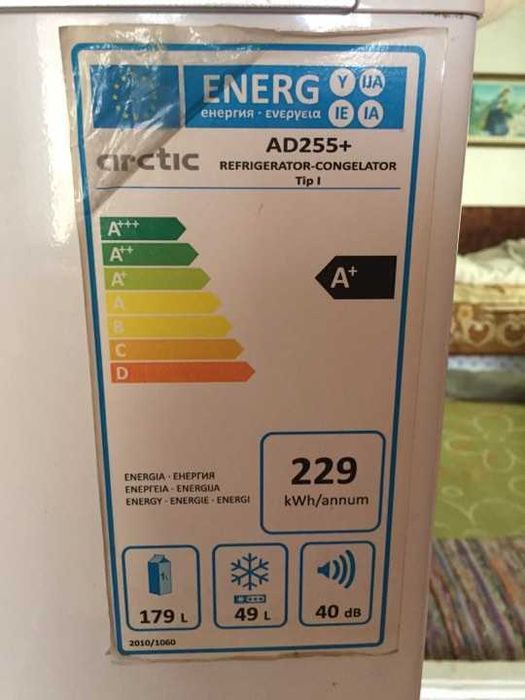 ENERG Y IJA
енергия · ενεργεια IE IA
arctic
AD255+
REFRIGERATOR-CONGELATOR
Tip I
A+++
A++
A+
A
B
C
D
A+
ENERGIA · ЕНЕРГИЯ
ΕΝΕΡΓΕΙΑ · ENERGIJA
ENERGY · ENERGIE · ENERGI
229
kWh/annum
1L
179 L
49 L
40 dB
2010/1060